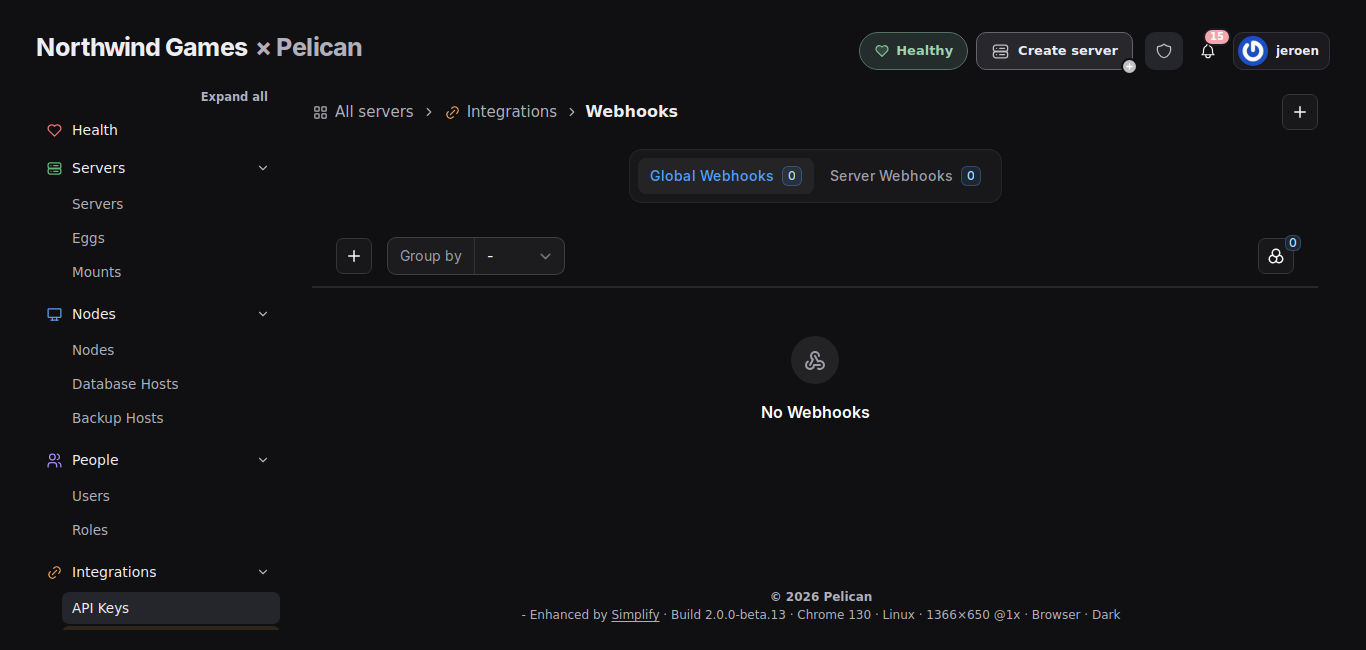 Northwind Games × Pelican
Healthy
Create server
15
jeroen
Expand all
Health
Servers
Servers
Eggs
Mounts
Nodes
Nodes
Database Hosts
Backup Hosts
People
Users
Roles
Integrations
API Keys
All servers > Integrations > Webhooks
Global Webhooks 0
Server Webhooks 0
Group by -
0
No Webhooks
© 2026 Pelican
- Enhanced by Simplify · Build 2.0.0-beta.13 · Chrome 130 · Linux · 1366×650 @1x · Browser · Dark